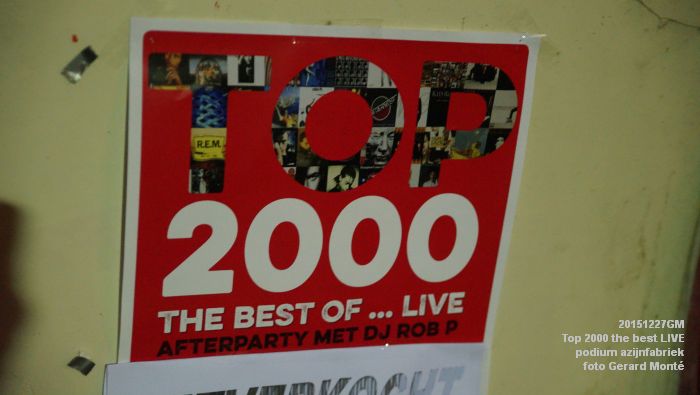 TOP
R.E.M.
2000
THE BEST OF ... LIVE
AFTERPARTY MET DJ ROB P
UITVERKOCHT
20151227GM
Top 2000 the best LIVE
podium azijnfabriek
foto Gerard Monté